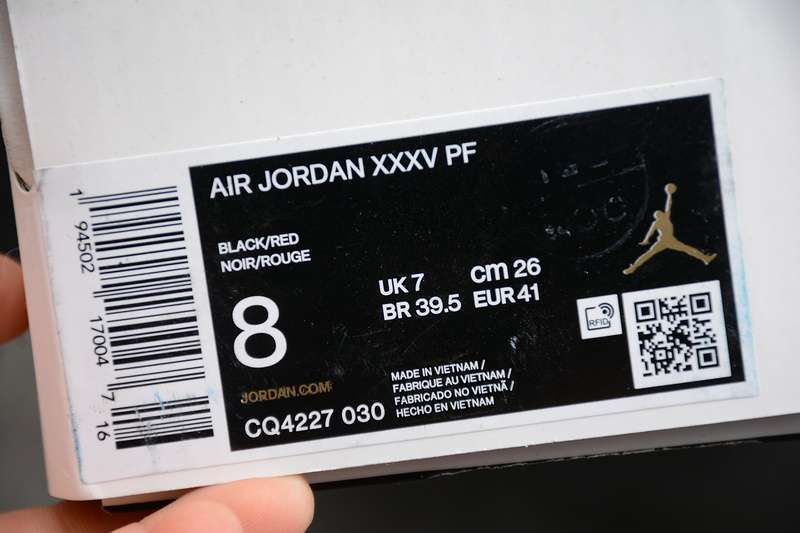 AIR JORDAN XXXV PF
BLACK/RED
NOIR/ROUGE
8
UK 7
cm 26
BR 39.5
EUR 41
RFID
JORDAN.COM
CQ4227 030
MADE IN VIETNAM /
FABRIQUE AU VIETNAM /
FABRICADO NO VIETNÃ /
HECHO EN VIETNAM
1 94502 17004 7 16